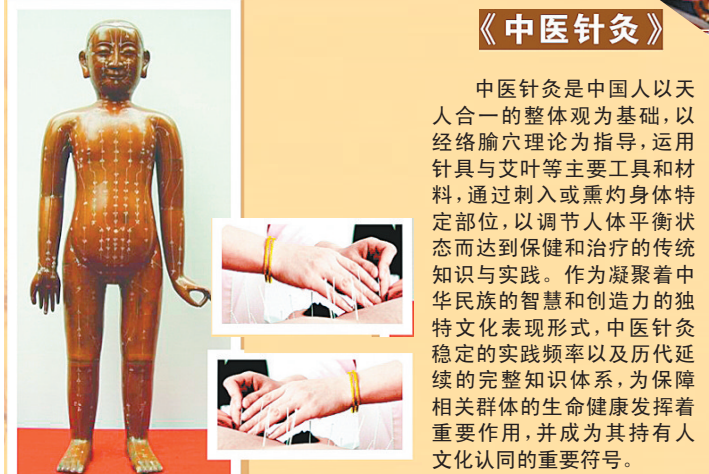 《中医针灸》
中医针灸是中国人以天
人合一的整体观为基础,以
经络腧穴理论为指导,运用
针具与艾叶等主要工具和材
料,通过刺入或熏灼身体特
定部位,以调节人体平衡状
态而达到保健和治疗的传统
知识与实践。作为凝聚着中
华民族的智慧和创造力的独
特文化表现形式,中医针灸
稳定的实践频率以及历代延
续的完整知识体系,为保障
相关群体的生命健康发挥着
重要作用,并成为其持有人
文化认同的重要符号。